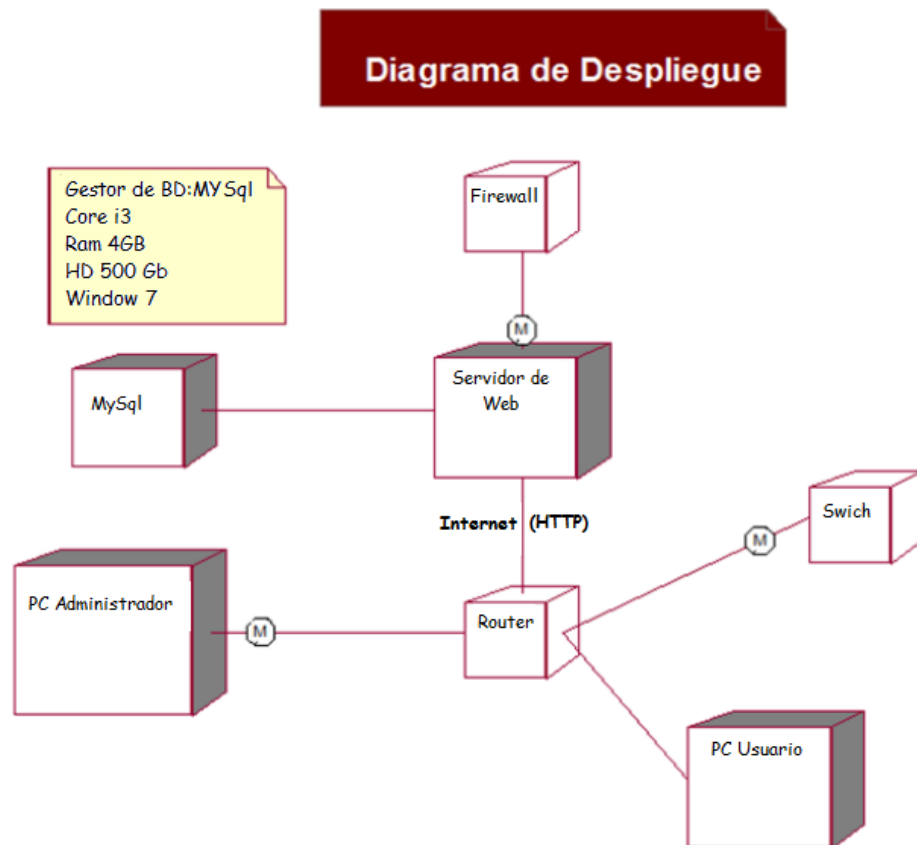 Diagrama de Despliegue
Gestor de BD:MYSql
Core i3
Ram 4GB
HD 500 Gb
Window 7
Firewall
M
Servidor de
Web
MySql
Internet (HTTP)
Swich
M
PC Administrador
M
Router
PC Usuario